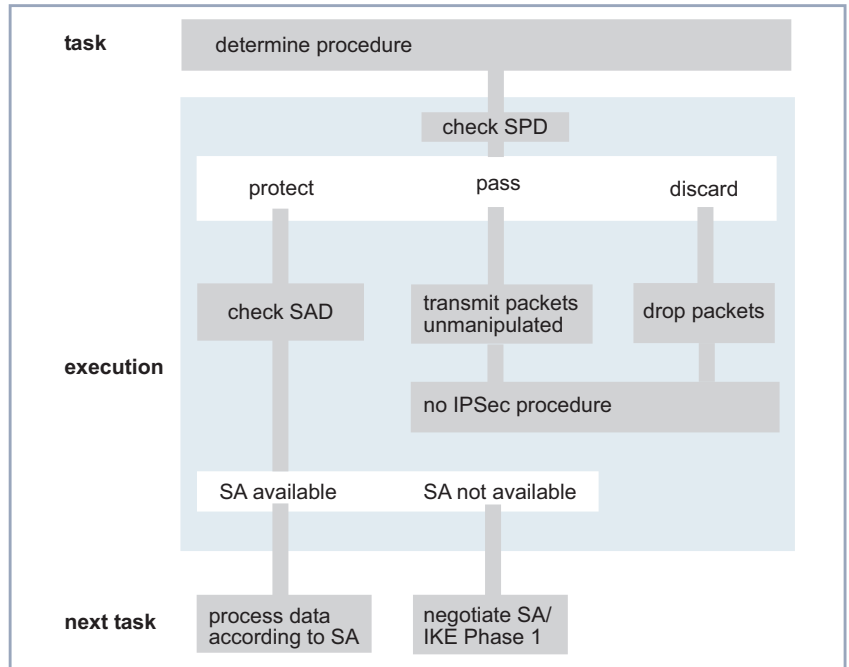 task
determine procedure
check SPD
protect
pass
discard
check SAD
transmit packets
unmanipulated
drop packets
execution
no IPSec procedure
SA available
SA not available
next task
process data
according to SA
negotiate SA/
IKE Phase 1